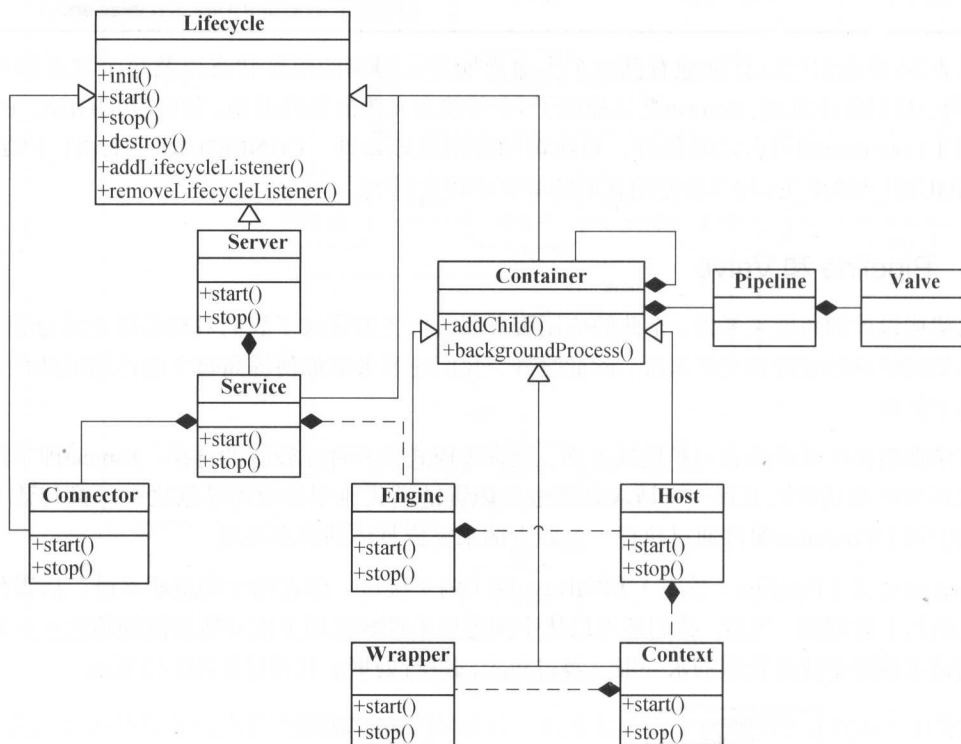 Lifecycle
+init()
+start()
+stop()
+destroy()
+addLifecycleListener()
+removeLifecycleListener()
Server
+start()
+stop()
Container
+addChild()
+backgroundProcess()
Pipeline
Valve
Service
+start()
+stop()
Connector
+start()
+stop()
Engine
+start()
+stop()
Host
+start()
+stop()
Wrapper
+start()
+stop()
Context
+start()
+stop()